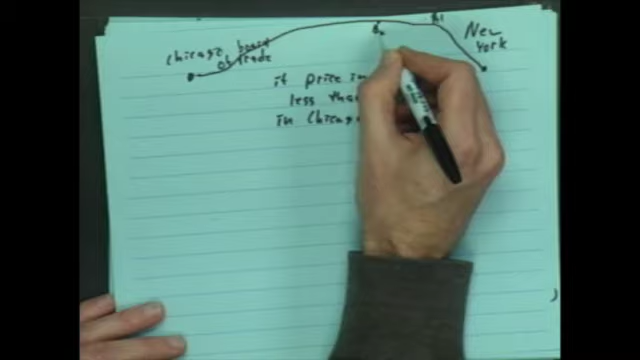 New
York
Chicago board
of trade
if price in
less than
in Chicago